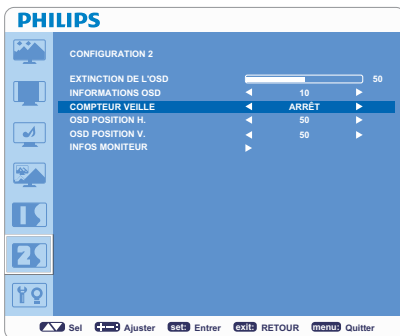 PHILIPS
CONFIGURATION 2
EXTINCTION DE L'OSD 50
INFORMATIONS OSD 10
COMPTEUR VEILLE ARRÊT
OSD POSITION H. 50
OSD POSITION V. 50
INFOS MONITEUR
Sel Ajuster set: Entrer exit: RETOUR menu: Quitter